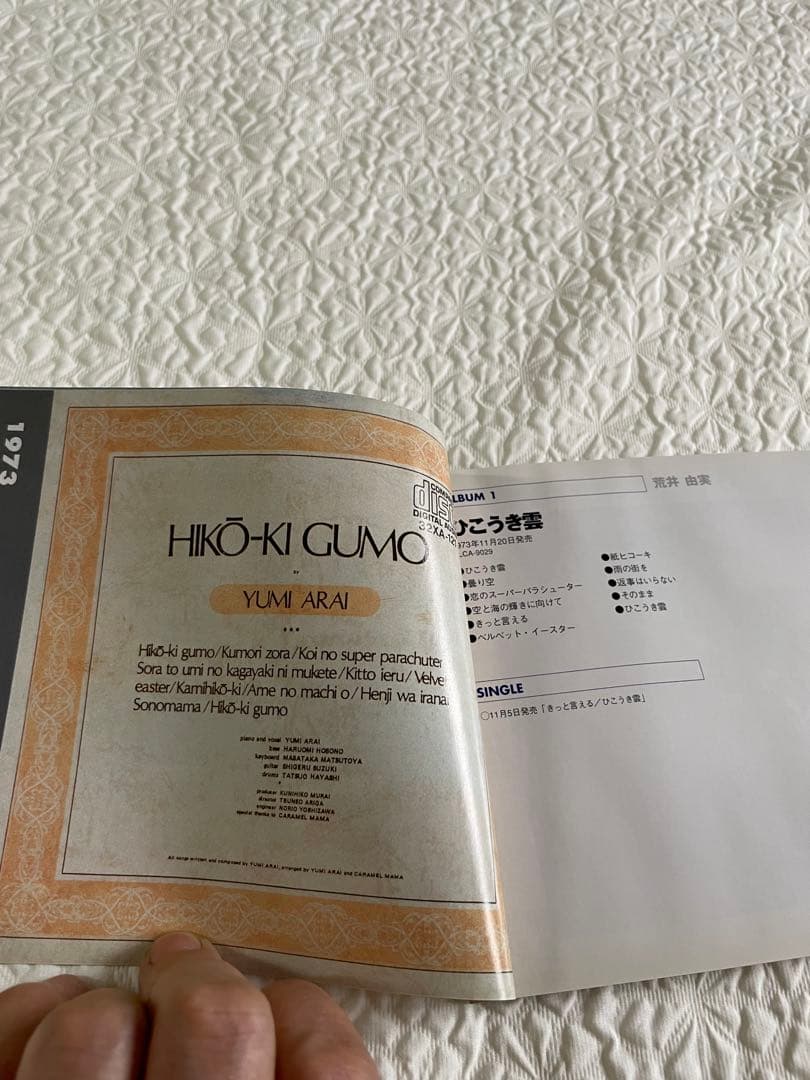 1973
COMPACT
disc
DIGITAL AUDIO
32XA-12
HIKŌ-KI GUMO
BY
YUMI ARAI
Hikō-ki gumo/Kumori zora/Koi no super parachuter
Sora to umi no kagayaki ni mukete/Kitto ieru/Velve
easter/Kamihikō-ki/Ame no machi o/Henji wa irana
Sonomama/Hikō-ki gumo
piano and vocal YUMI ARAI
bass HARUOMI HOSONO
keyboard MASATAKA MATSUTOYA
guitar SHIGERU SUZUKI
drums TATSUO HAYASHI
producer KUNIHIKO MURAI
director TSUNEO ARIGA
engineer NORIO YOSHIZAWA
special thanks to CARAMEL MAMA
All songs written and composed by YUMI ARAI, arranged by YUMI ARAI and CARAMEL MAMA
ALBUM 1
荒井 由実
ひこうき雲
1973年11月20日発売
LCA-9029
●ひこうき雲
●曇り空
●恋のスーパーパラシューター
●空と海の輝きに向けて
●きっと言える
●ベルベット・イースター
●紙ヒコーキ
●雨の街を
●返事はいらない
●そのまま
●ひこうき雲
SINGLE
○11月5日発売「きっと言える/ひこうき雲」